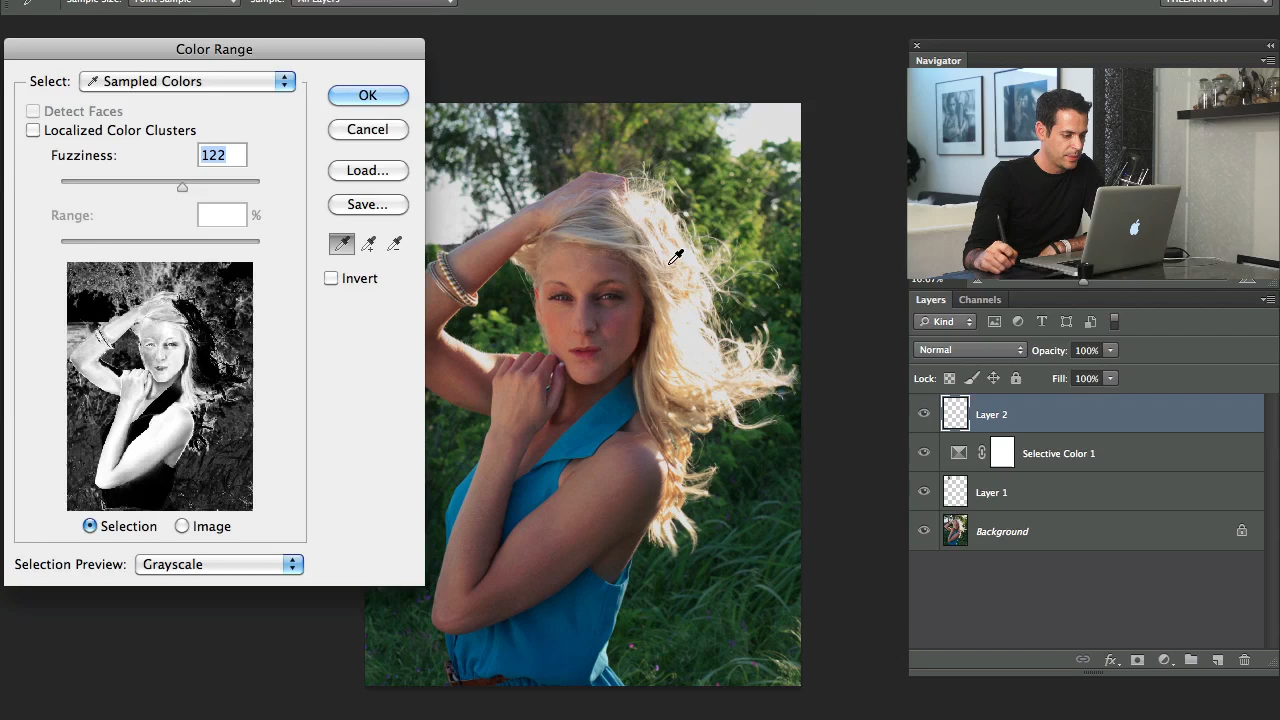 Sample Size: Point Sample Sample: All Layers
Color Range
Select: Sampled Colors
Detect Faces
Localized Color Clusters
Fuzziness: 122
Range: %
Selection Image
Selection Preview: Grayscale
OK
Cancel
Load...
Save...
Invert
Navigator
Layers Channels
Kind
Normal Opacity: 100%
Lock: Fill: 100%
Layer 2
Selective Color 1
Layer 1
Background
fx